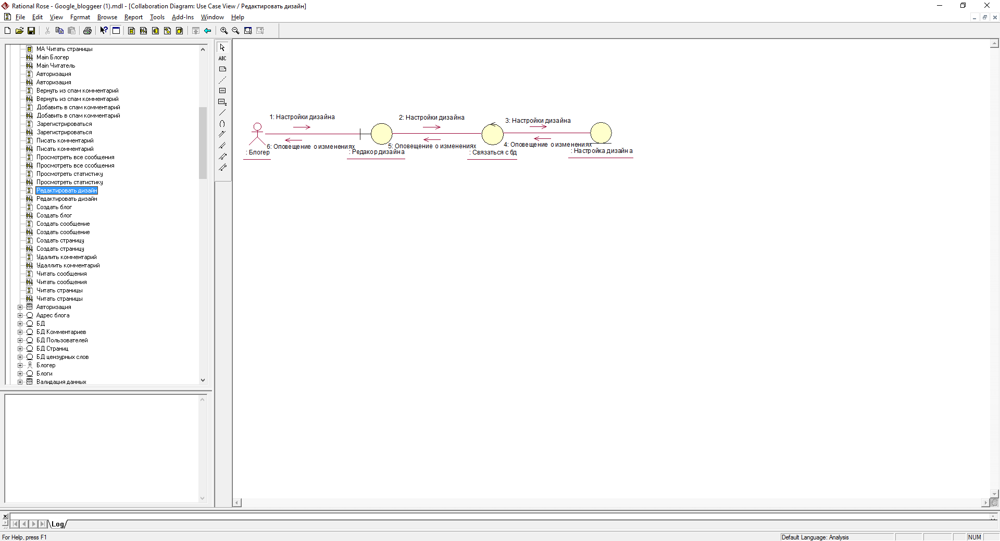 Rational Rose - Google_bloggeer (1).mdl - [Collaboration Diagram: Use Case View / Редактировать дизайн]
File Edit View Format Browse Report Tools Add-Ins Window Help
МА Читать страницы
Main Блогер
Main Читатель
Авторизация
Авторизация
Вернуть из спам комментарий
Вернуть из спам комментарий
Добавить в спам комментарий
Добавить в спам комментарий
Зарегистрироваться
Зарегистрироваться
Писать комментарий
Писать комментарий
Просмотреть все сообщения
Просмотреть все ссобщения
Просмотреть статистику
Просмотреть статистику
Редактировать дизайн
Редактировать дизайн
Создать блог
Создать блог
Создать сообщение
Создать сообщение
Создать страницу
Создать страницу
Удалить комментарий
Удаллить комментарий
Читать сообщения
Читать сообщения
Читать страницы
Читать страницы
Авторизация
Адрес блога
БД
БД Комментариев
БД Пользователей
БД Страниц
БД цензурных слов
Блогер
Блоги
Валидация данных
ABC
1: Настройки дизайна
2: Настройки дизайна
3: Настройки дизайна
6: Оповещение о изменениях
5: Оповещение о изменениях
4: Оповещение о изменениях
: Блогер
: Редакор дизайна
: Связаться с бд
: Настройка дизайна
Log
For Help, press F1
Default Language: Analysis
NUM